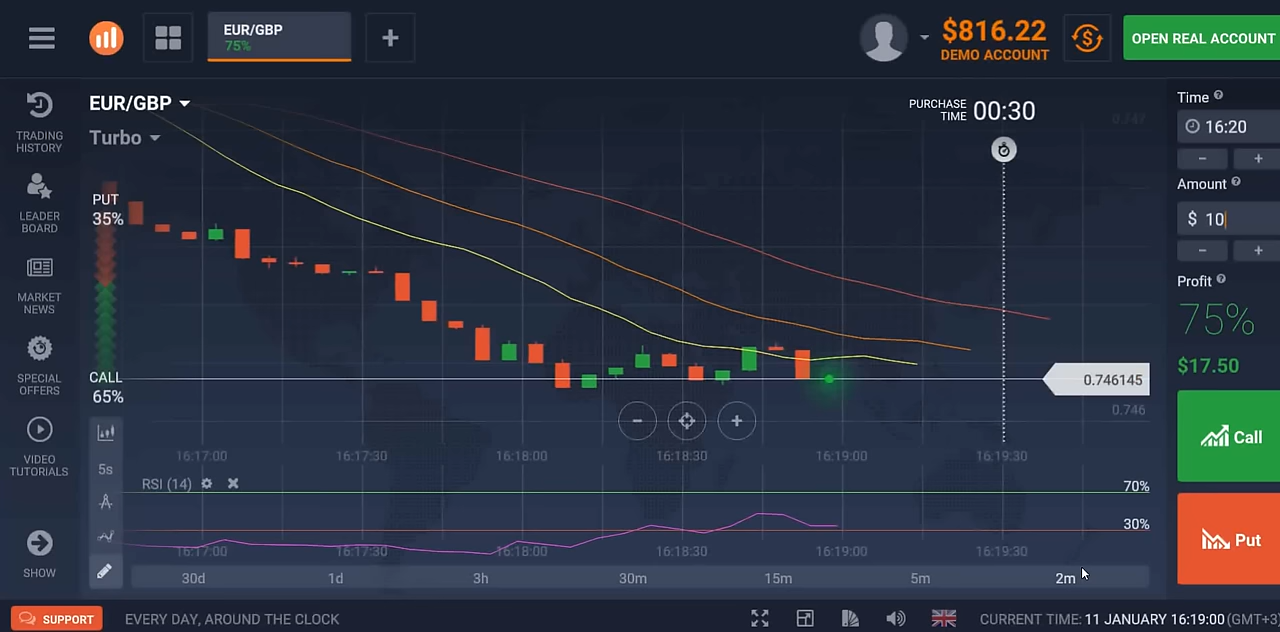 EUR/GBP
75%
+
$816.22
DEMO ACCOUNT
OPEN REAL ACCOUNT
TRADING
HISTORY
LEADER
BOARD
MARKET
NEWS
SPECIAL
OFFERS
VIDEO
TUTORIALS
SHOW
EUR/GBP
Turbo
PUT
35%
CALL
65%
PURCHASE
TIME
00:30
0.747
0.746145
0.746
16:17:00 16:17:30 16:18:00 16:18:30 16:19:00 16:19:30
5s
RSI (14)
70%
30%
16:17:00 16:17:30 16:18:00 16:18:30 16:19:00 16:19:30
30d 1d 3h 30m 15m 5m 2m
Time
16:20
- +
Amount
$ 10
- +
Profit
75%
$17.50
Call
Put
SUPPORT
EVERY DAY, AROUND THE CLOCK
CURRENT TIME: 11 JANUARY 16:19:00 (GMT+3